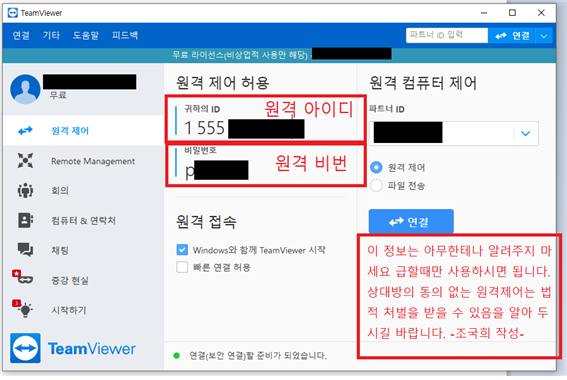 TeamViewer
연결 기타 도움말 피드백
파트너 ID 입력
연결
무료 라이선스(비상업적 사용만 해당) -
무료
원격 제어
Remote Management
회의
컴퓨터 & 연락처
채팅
증강 현실
시작하기
TeamViewer
원격 제어 허용
귀하의 ID
원격 아이디
1 555
비밀번호
원격 비번
p
원격 접속
Windows와 함께 TeamViewer 시작
빠른 연결 허용
원격 컴퓨터 제어
파트너 ID
원격 제어
파일 전송
연결
이 정보는 아무한테나 알려주지 마
세요 급할때만 사용하시면 됩니다.
상대방의 동의 없는 원격제어는 법
적 처벌을 받을 수 있음을 알아 두
시길 바랍니다. -조국희 작성-
연결(보안 연결)할 준비가 되었습니다.